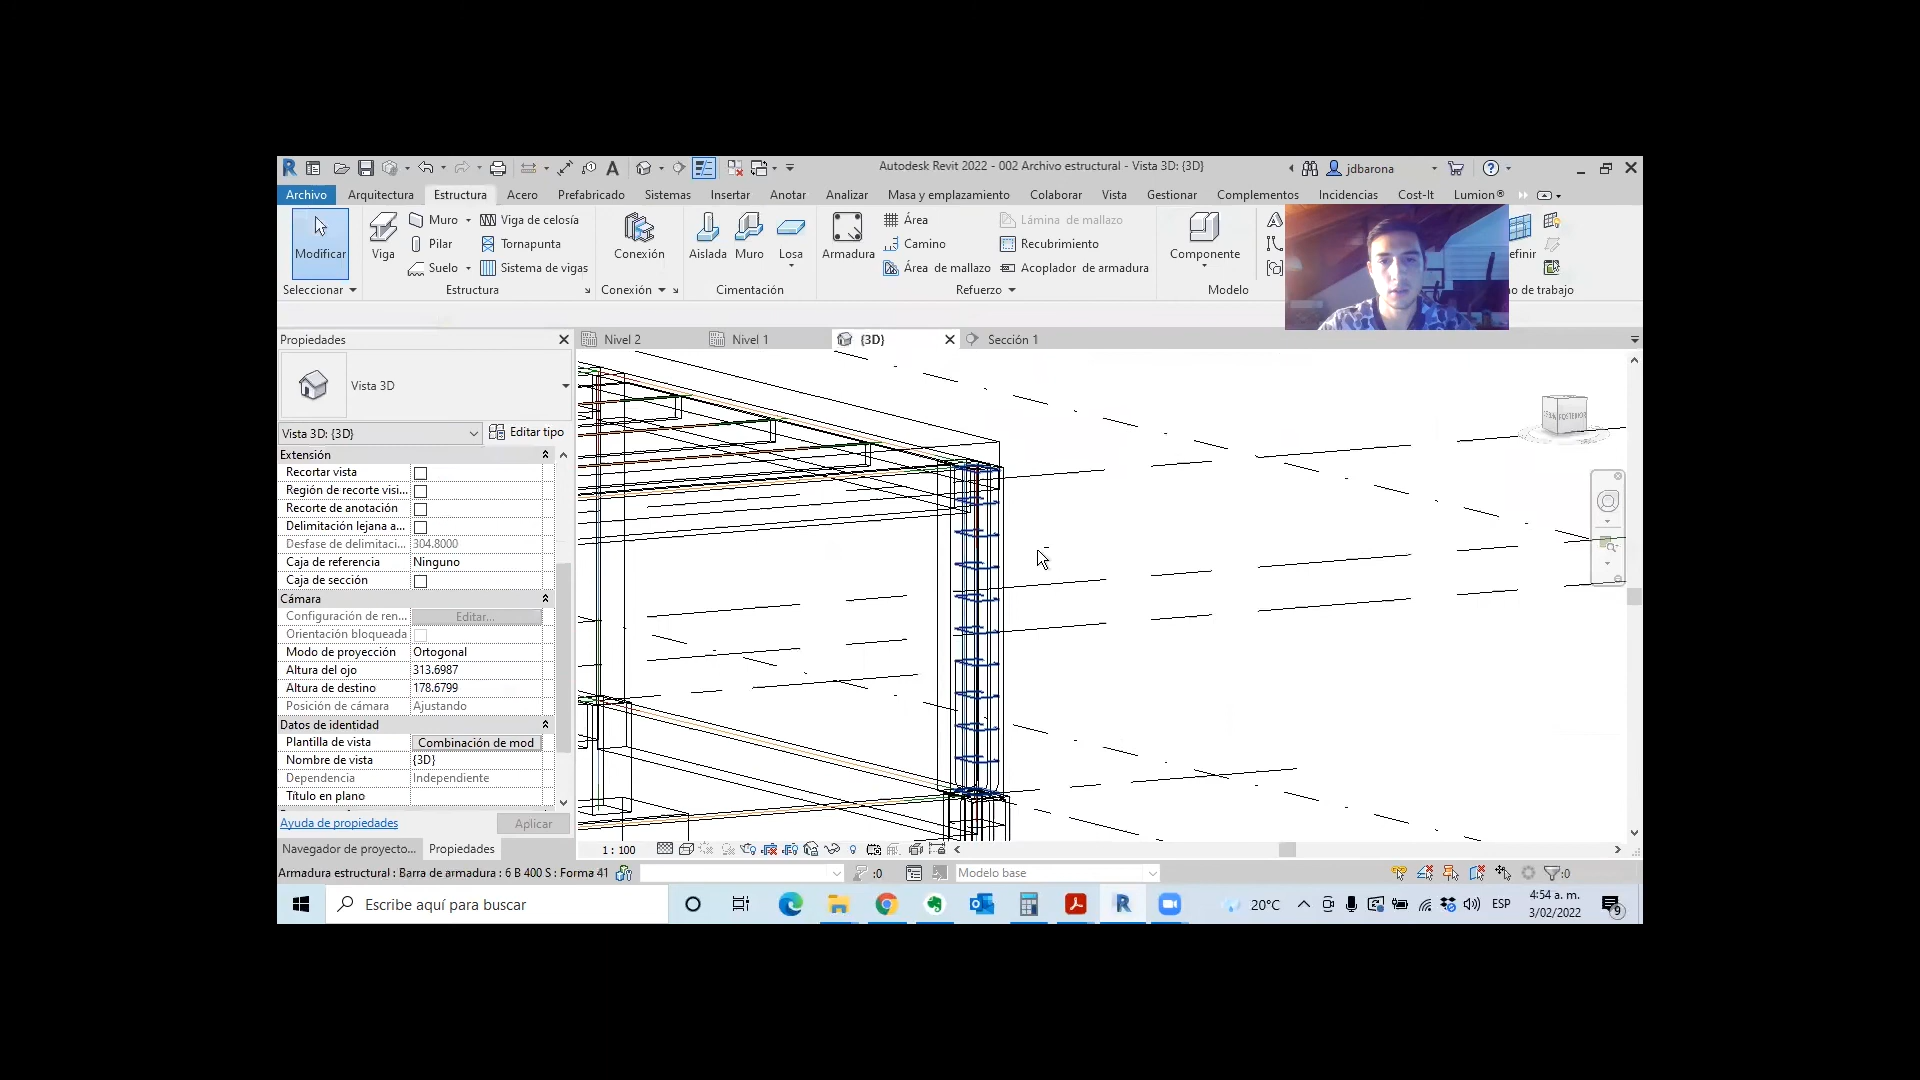 Autodesk Revit 2022 - 002 Archivo estructural - Vista 3D: {3D}
jdbarona
Archivo Arquitectura Estructura Acero Prefabricado Sistemas Insertar Anotar Analizar Masa y emplazamiento Colaborar Vista Gestionar Complementos Incidencias Cost-It Lumion®
Muro Viga de celosía Área Lámina de mallazo
Modificar Viga Pilar Tornapunta Conexión Aislada Muro Losa Armadura Camino Recubrimiento Componente efinir
Suelo Sistema de vigas Área de mallazo Acoplador de armadura
Seleccionar Estructura Conexión Cimentación Refuerzo Modelo o de trabajo
Propiedades
Nivel 2 Nivel 1 {3D} Sección 1
Vista 3D
Vista 3D: {3D} Editar tipo
Extensión
Recortar vista
Región de recorte visi...
Recorte de anotación
Delimitación lejana a...
Desfase de delimitaci... 304.8000
Caja de referencia Ninguno
Caja de sección
Cámara
Configuración de ren... Editar...
Orientación bloqueada
Modo de proyección Ortogonal
Altura del ojo 313.6987
Altura de destino 178.6799
Posición de cámara Ajustando
Datos de identidad
Plantilla de vista Combinación de mod
Nombre de vista {3D}
Dependencia Independiente
Título en plano
Ayuda de propiedades Aplicar
Navegador de proyecto... Propiedades
1 : 100
Armadura estructural : Barra de armadura : 6 B 400 S : Forma 41
:0 Modelo base :0
Escribe aquí para buscar
20°C ESP
4:54 a. m.
3/02/2022
9